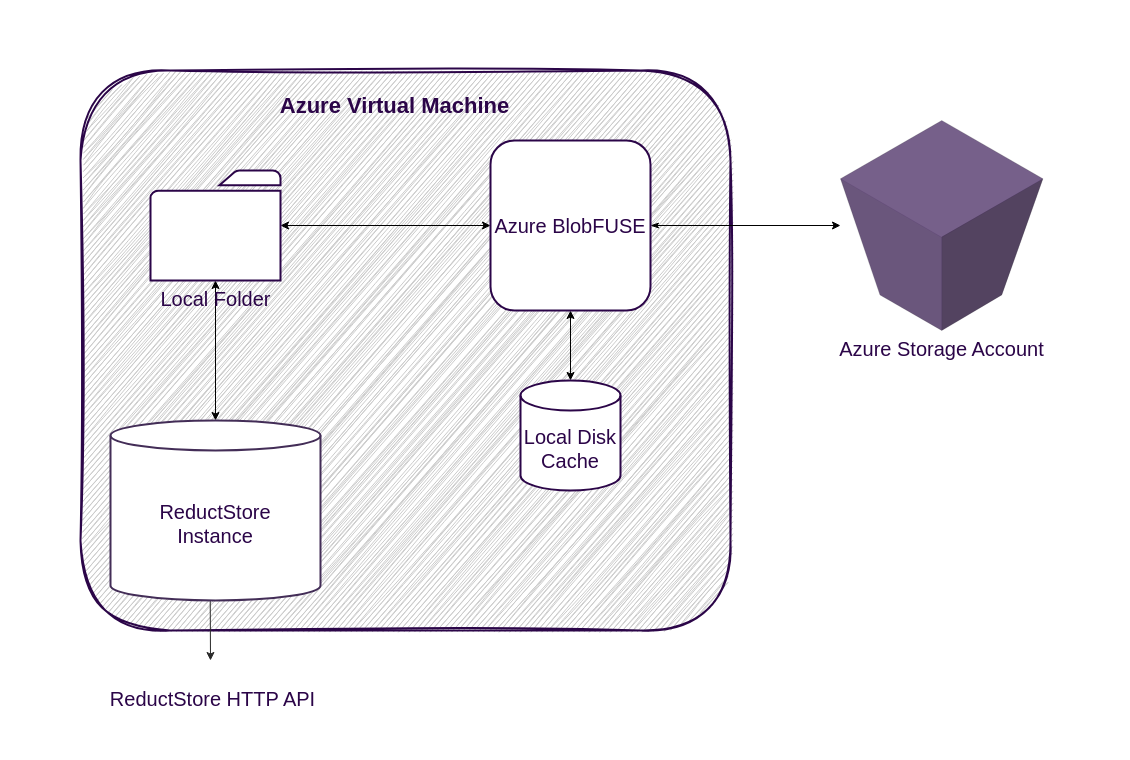 Azure Virtual Machine
Azure BlobFUSE
Local Folder
Azure Storage Account
Local Disk
Cache
ReductStore
Instance
ReductStore HTTP API